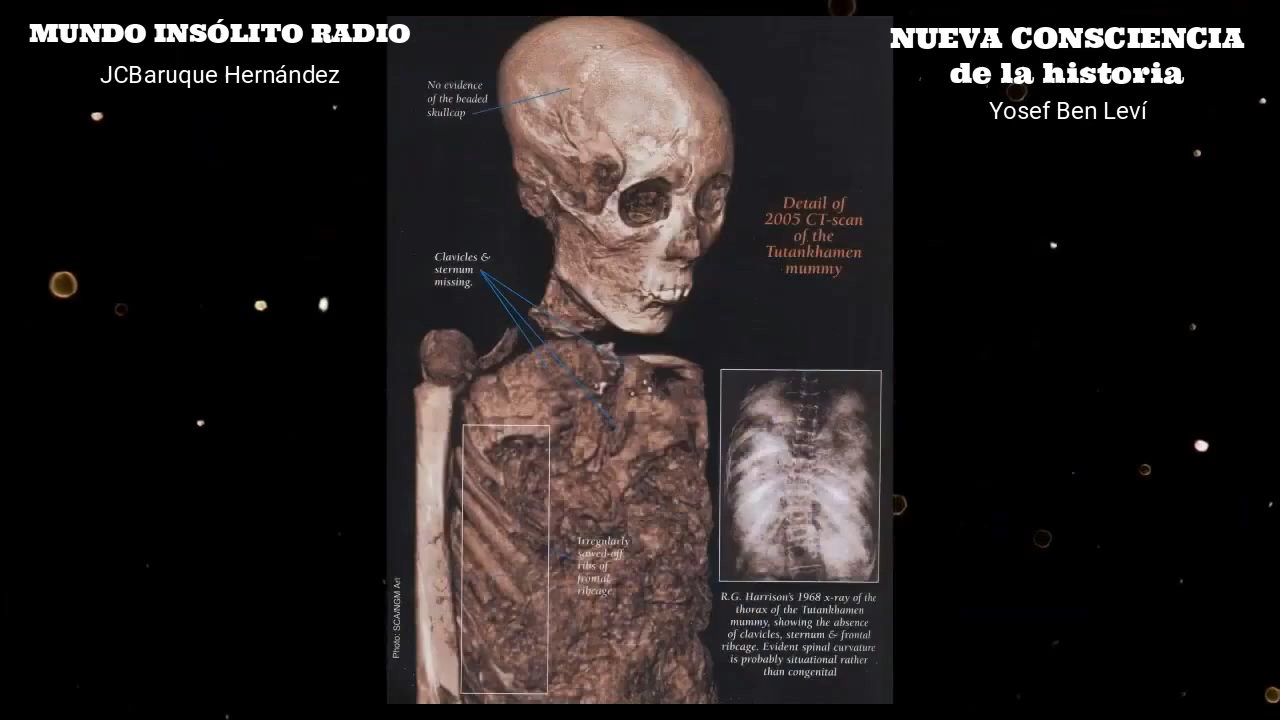 MUNDO INSÓLITO RADIO
JCBaruque Hernández
NUEVA CONSCIENCIA
de la historia
Yosef Ben Leví
No evidence
of the beaded
skullcap
Detail of
2005 CT-scan
of the
Tutankhamen
mummy
Clavicles &
sternum
missing.
Irregularly
sawed-off
ribs of
frontal
ribcage.
R.G. Harrison's 1968 x-ray of the
thorax of the Tutankhamen
mummy, showing the absence
of clavicles, sternum & frontal
ribcage. Evident spinal curvature
is probably situational rather
than congenital
Photo: SCA/NGM Art